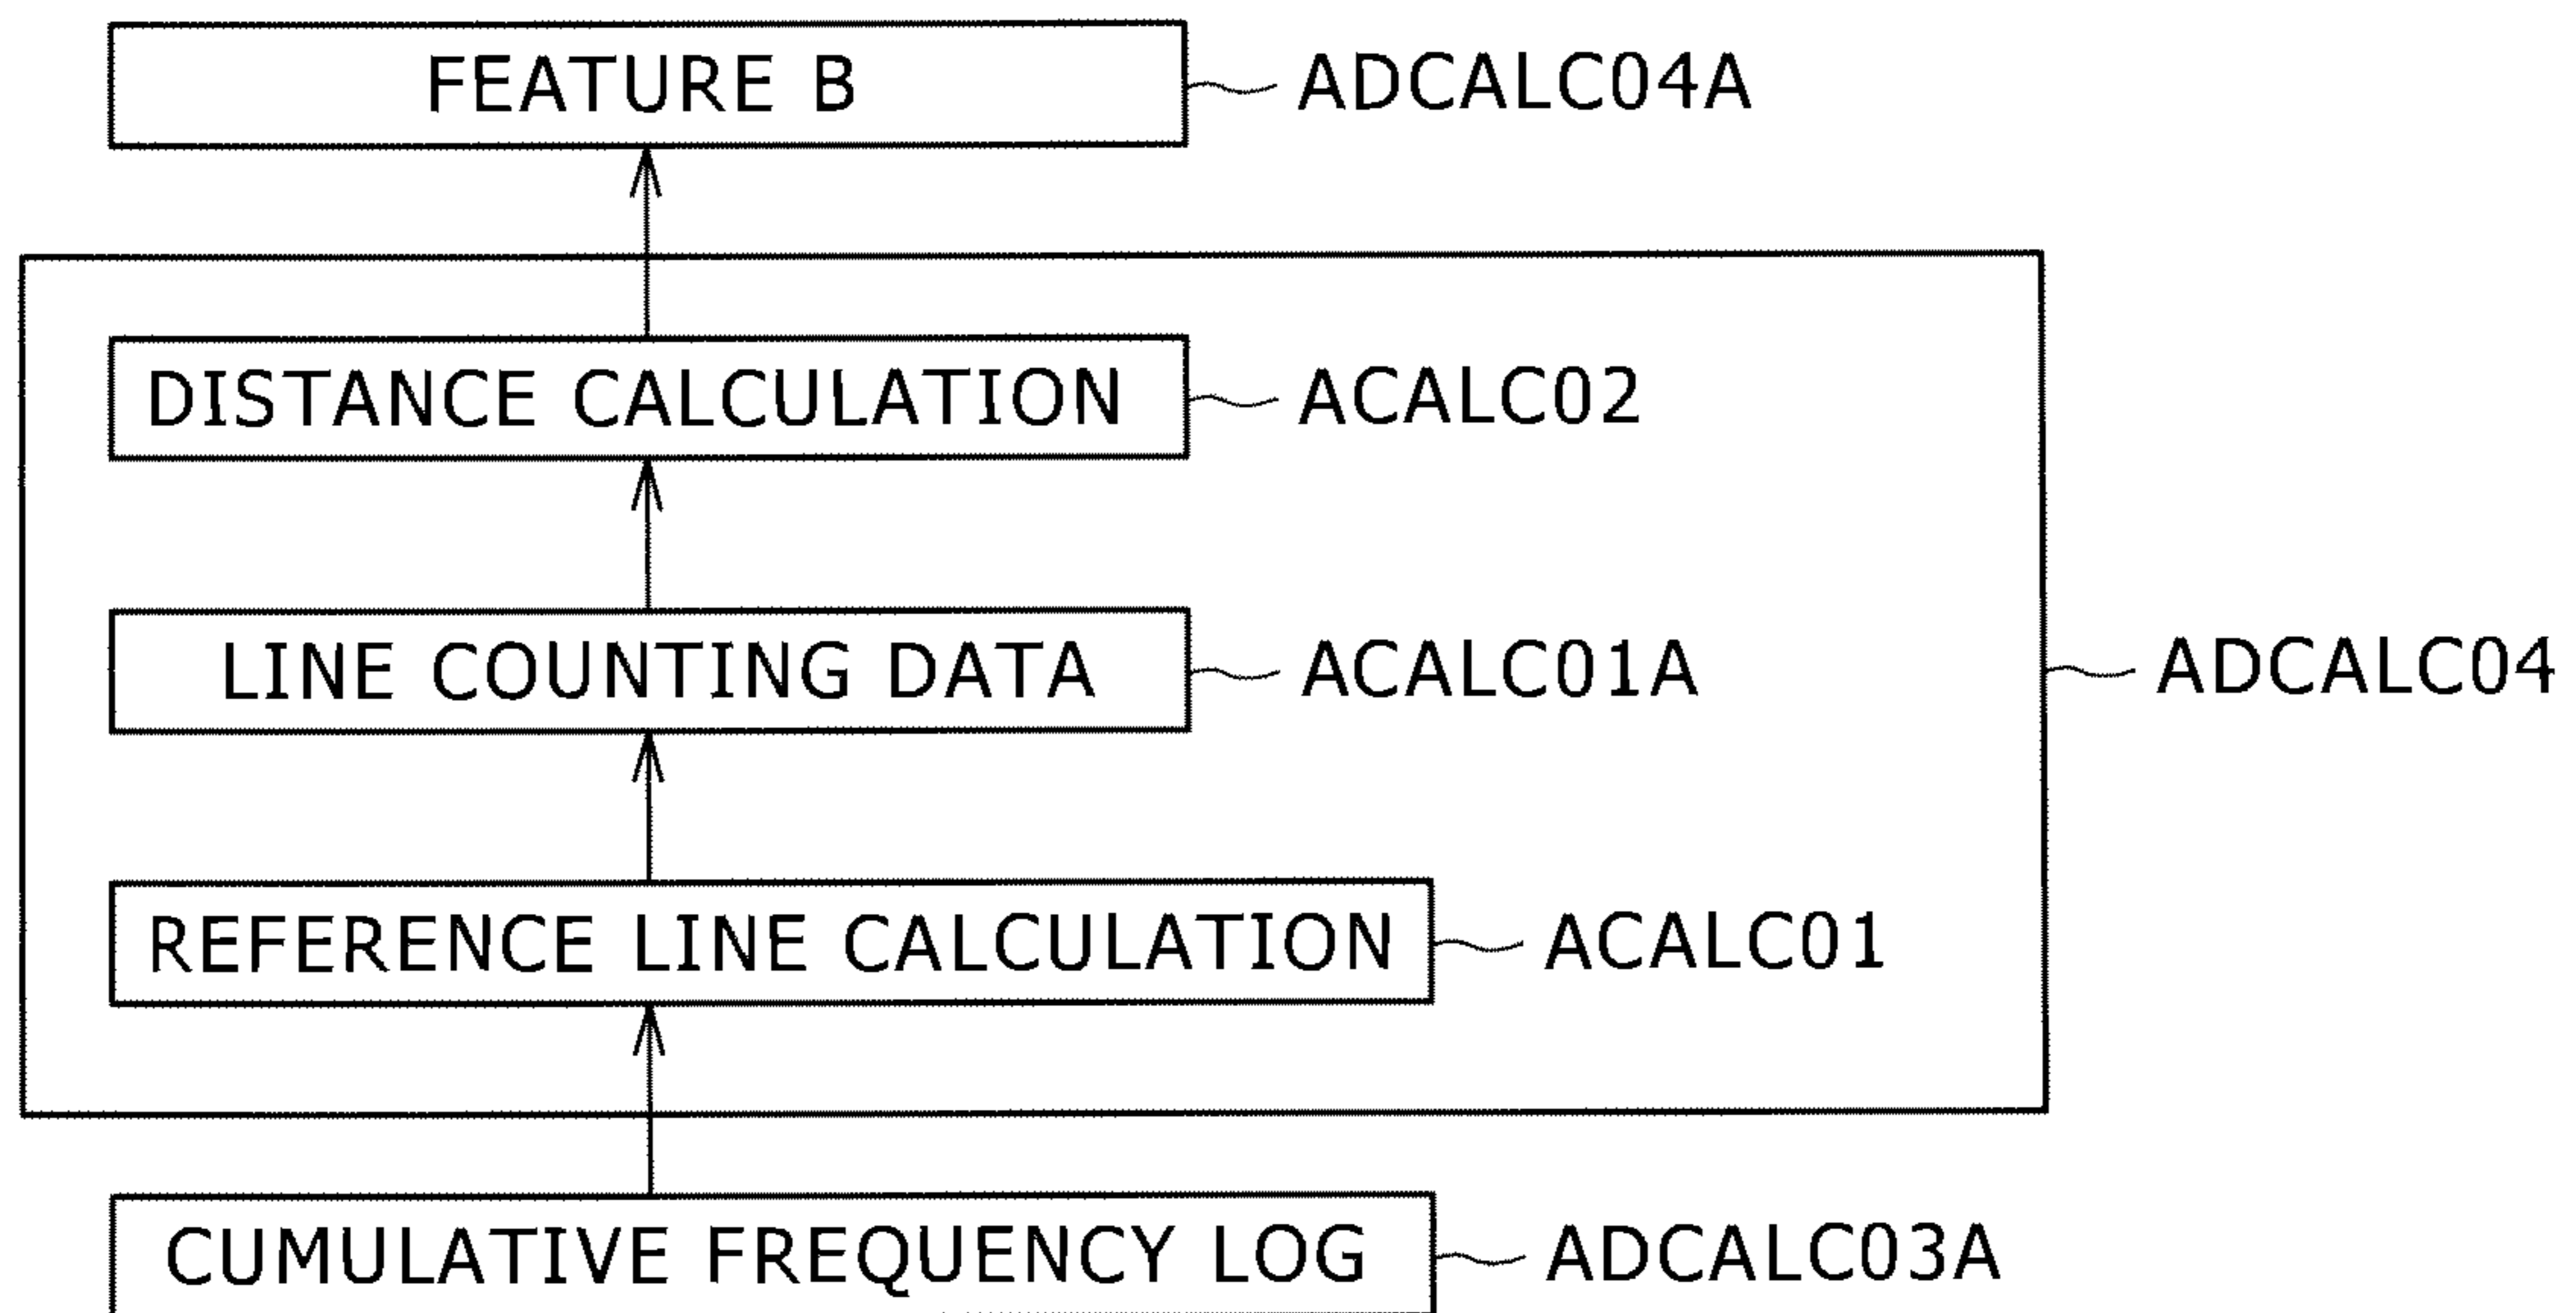 FEATURE B
ADCALC04A
DISTANCE CALCULATION
ACALC02
LINE COUNTING DATA
ACALC01A
ADCALC04
REFERENCE LINE CALCULATION
ACALC01
CUMULATIVE FREQUENCY LOG
ADCALC03A